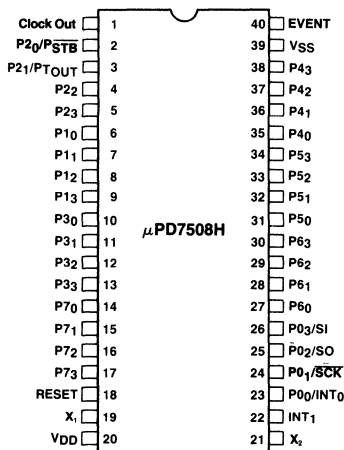 Clock Out 1 40 EVENT
P2₀/PS̅T̅B̅ 2 39 VSS
P2₁/PTOUT 3 38 P4₃
P2₂ 4 37 P4₂
P2₃ 5 36 P4₁
P1₀ 6 35 P4₀
P1₁ 7 34 P5₃
P1₂ 8 33 P5₂
P1₃ 9 32 P5₁
P3₀ 10 31 P5₀
μPD7508H
P3₁ 11 30 P6₃
P3₂ 12 29 P6₂
P3₃ 13 28 P6₁
P7₀ 14 27 P6₀
P7₁ 15 26 P0₃/SI
P7₂ 16 25 P0₂/SO
P7₃ 17 24 P0₁/S̅C̅K̅
RESET 18 23 P0₀/INT₀
X₁ 19 22 INT₁
VDD 20 21 X₂